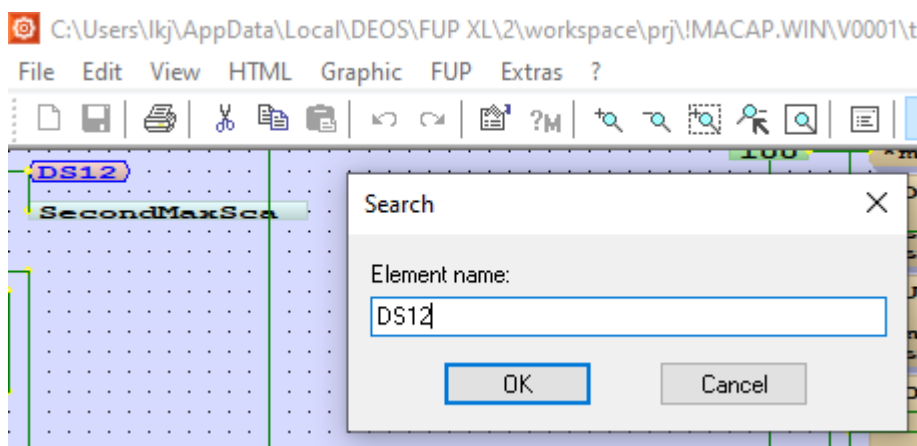 C:\Users\lkj\AppData\Local\DEOS\FUP XL\2\workspace\prj\!MACAP.WIN\V0001\t
File Edit View HTML Graphic FUP Extras ?
?M
100
DS12
SecondMaxSca
Search
Element name:
DS12
OK Cancel